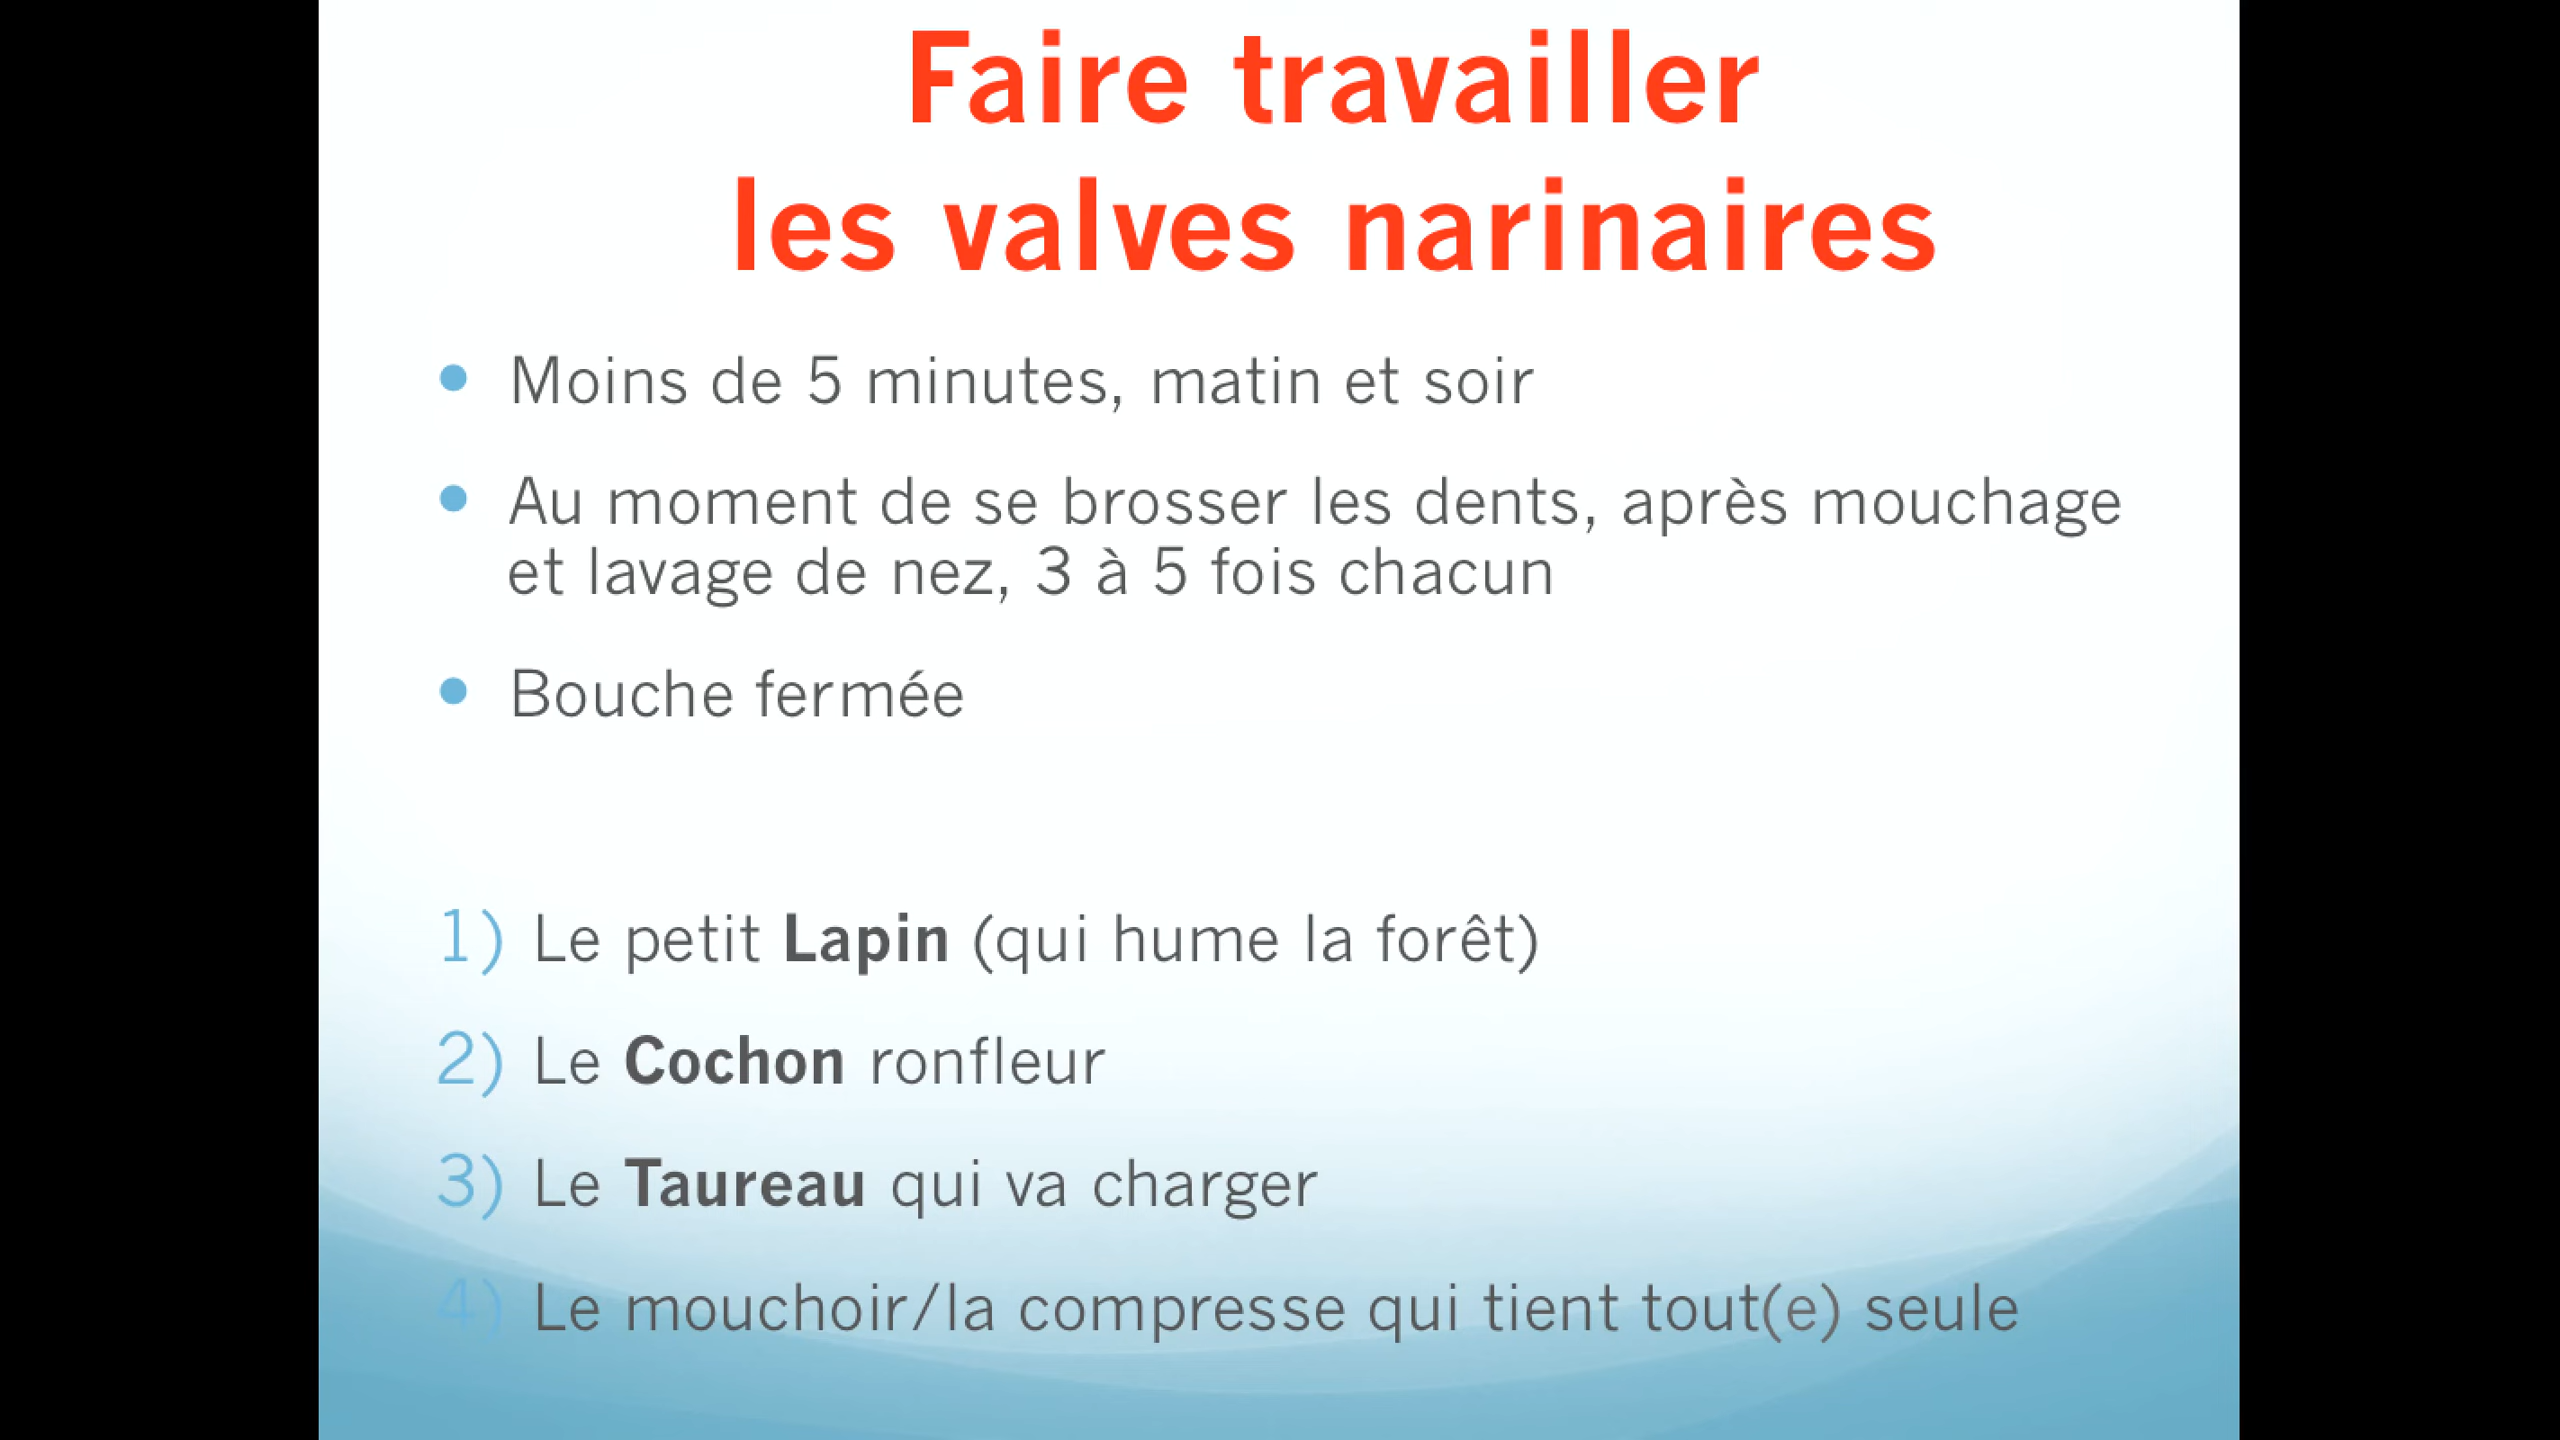 Faire travailler
les valves narinaires
• Moins de 5 minutes, matin et soir
• Au moment de se brosser les dents, après mouchage
et lavage de nez, 3 à 5 fois chacun
• Bouche fermée
1) Le petit Lapin (qui hume la forêt)
2) Le Cochon ronfleur
3) Le Taureau qui va charger
4) Le mouchoir/la compresse qui tient tout(e) seule